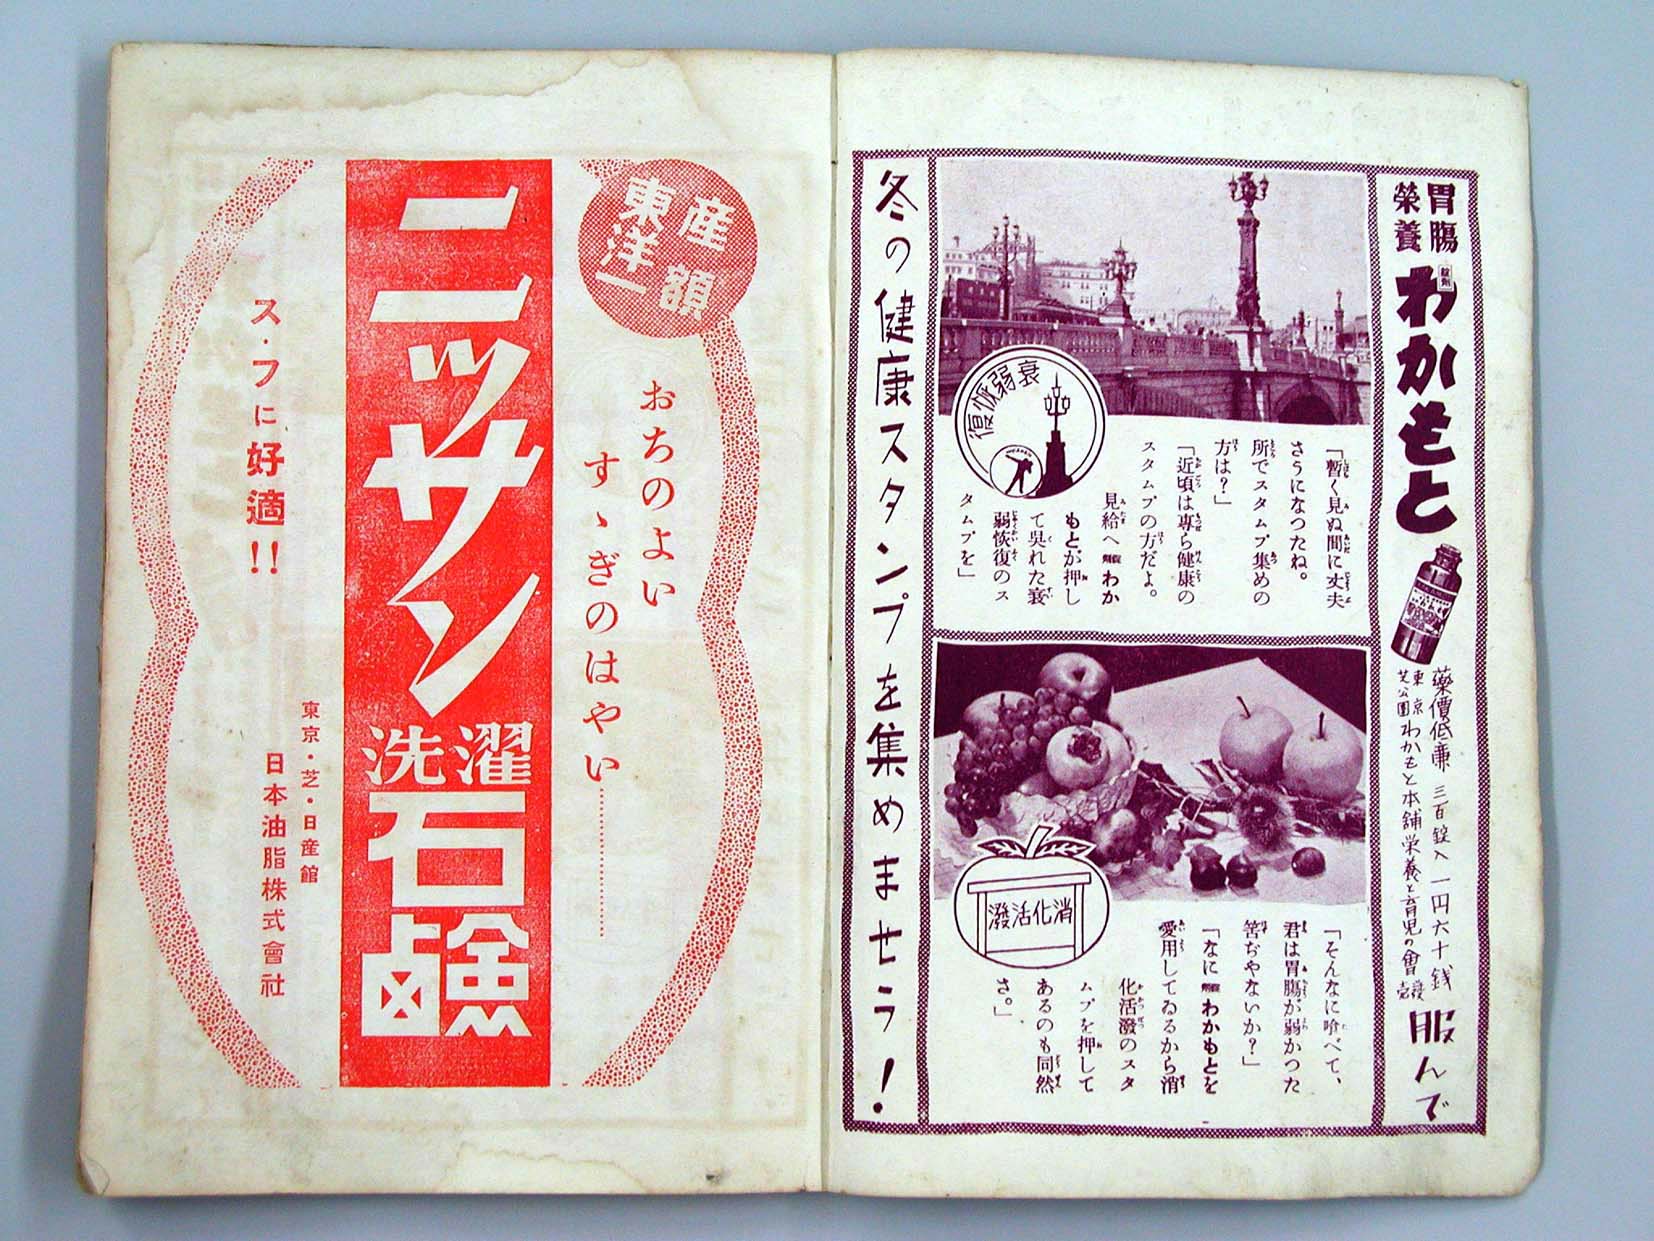 胃腸
榮養
錠剤
わかもと
藥價低廉 三百錠入 一円六十銭
東京芝公園 わかもと本舗栄養と育児の會
服んで
衰弱恢復
「暫く見ぬ間に丈夫
さうになつたね。
所でスタムプ集めの
方は?」
「近頃は專ら健康の
スタムプの方だよ。
見給へ錠剤わか
もとが押し
て呉れた衰
弱恢復のス
タムプを」
消化活潑
「そんなに喰べて、
君は胃腸が弱かつた
筈ぢやないか?」
「なに錠剤わかもとを
愛用してゐるから消
化活潑のスタ
ムプを押して
あるのも同然
さ。」
冬の健康スタンプを集めませう!
産額
東洋一
おちのよい
すゝぎのはやい
ニッサン
洗濯
石鹸
ス・フに好適!!
東京・芝・日産館
日本油脂株式會社